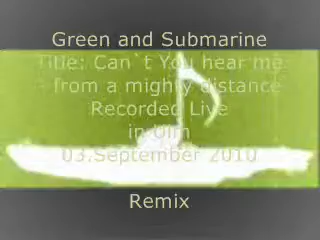 Green and Submarine
Title: Can`t You hear me
from a mighty distance
Recorded Live
in Ulm
03.September 2010
Remix